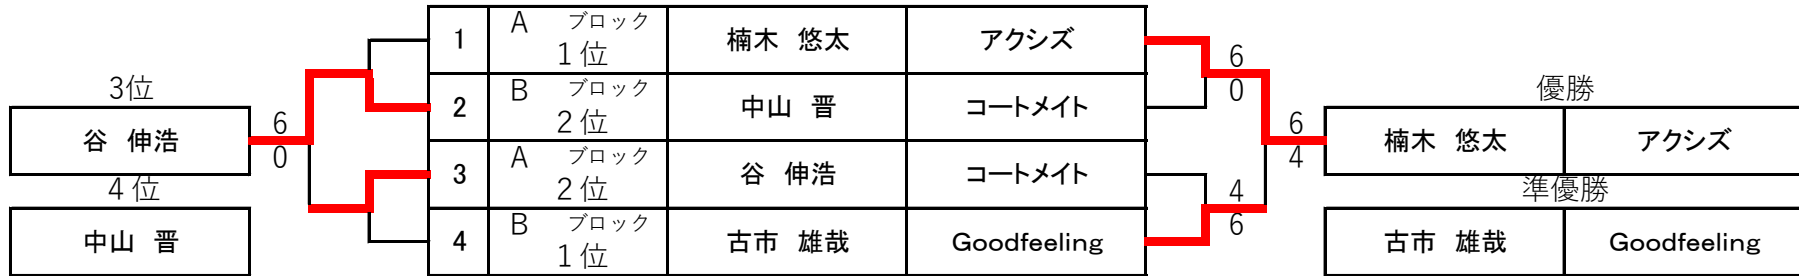 1 A ブロック 1位 楠木 悠太 アクシズ
2 B ブロック 2位 中山 晋 コートメイト
3 A ブロック 2位 谷 伸浩 コートメイト
4 B ブロック 1位 古市 雄哉 Goodfeeling
3位
谷 伸浩
4位
中山 晋
6
0
6
0
4
6
6
4
優勝
楠木 悠太 アクシズ
準優勝
古市 雄哉 Goodfeeling